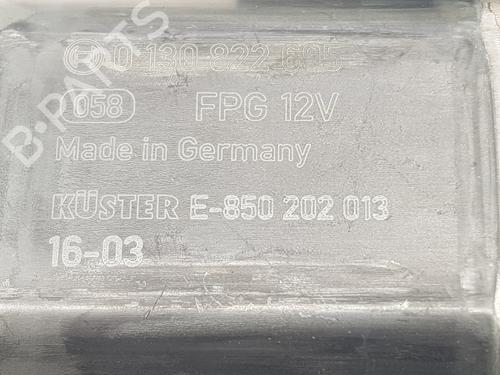 0 130 822 605
058 FPG 12V
Made in Germany
KÜSTER E-850 202 013
16-03
B-PARTS